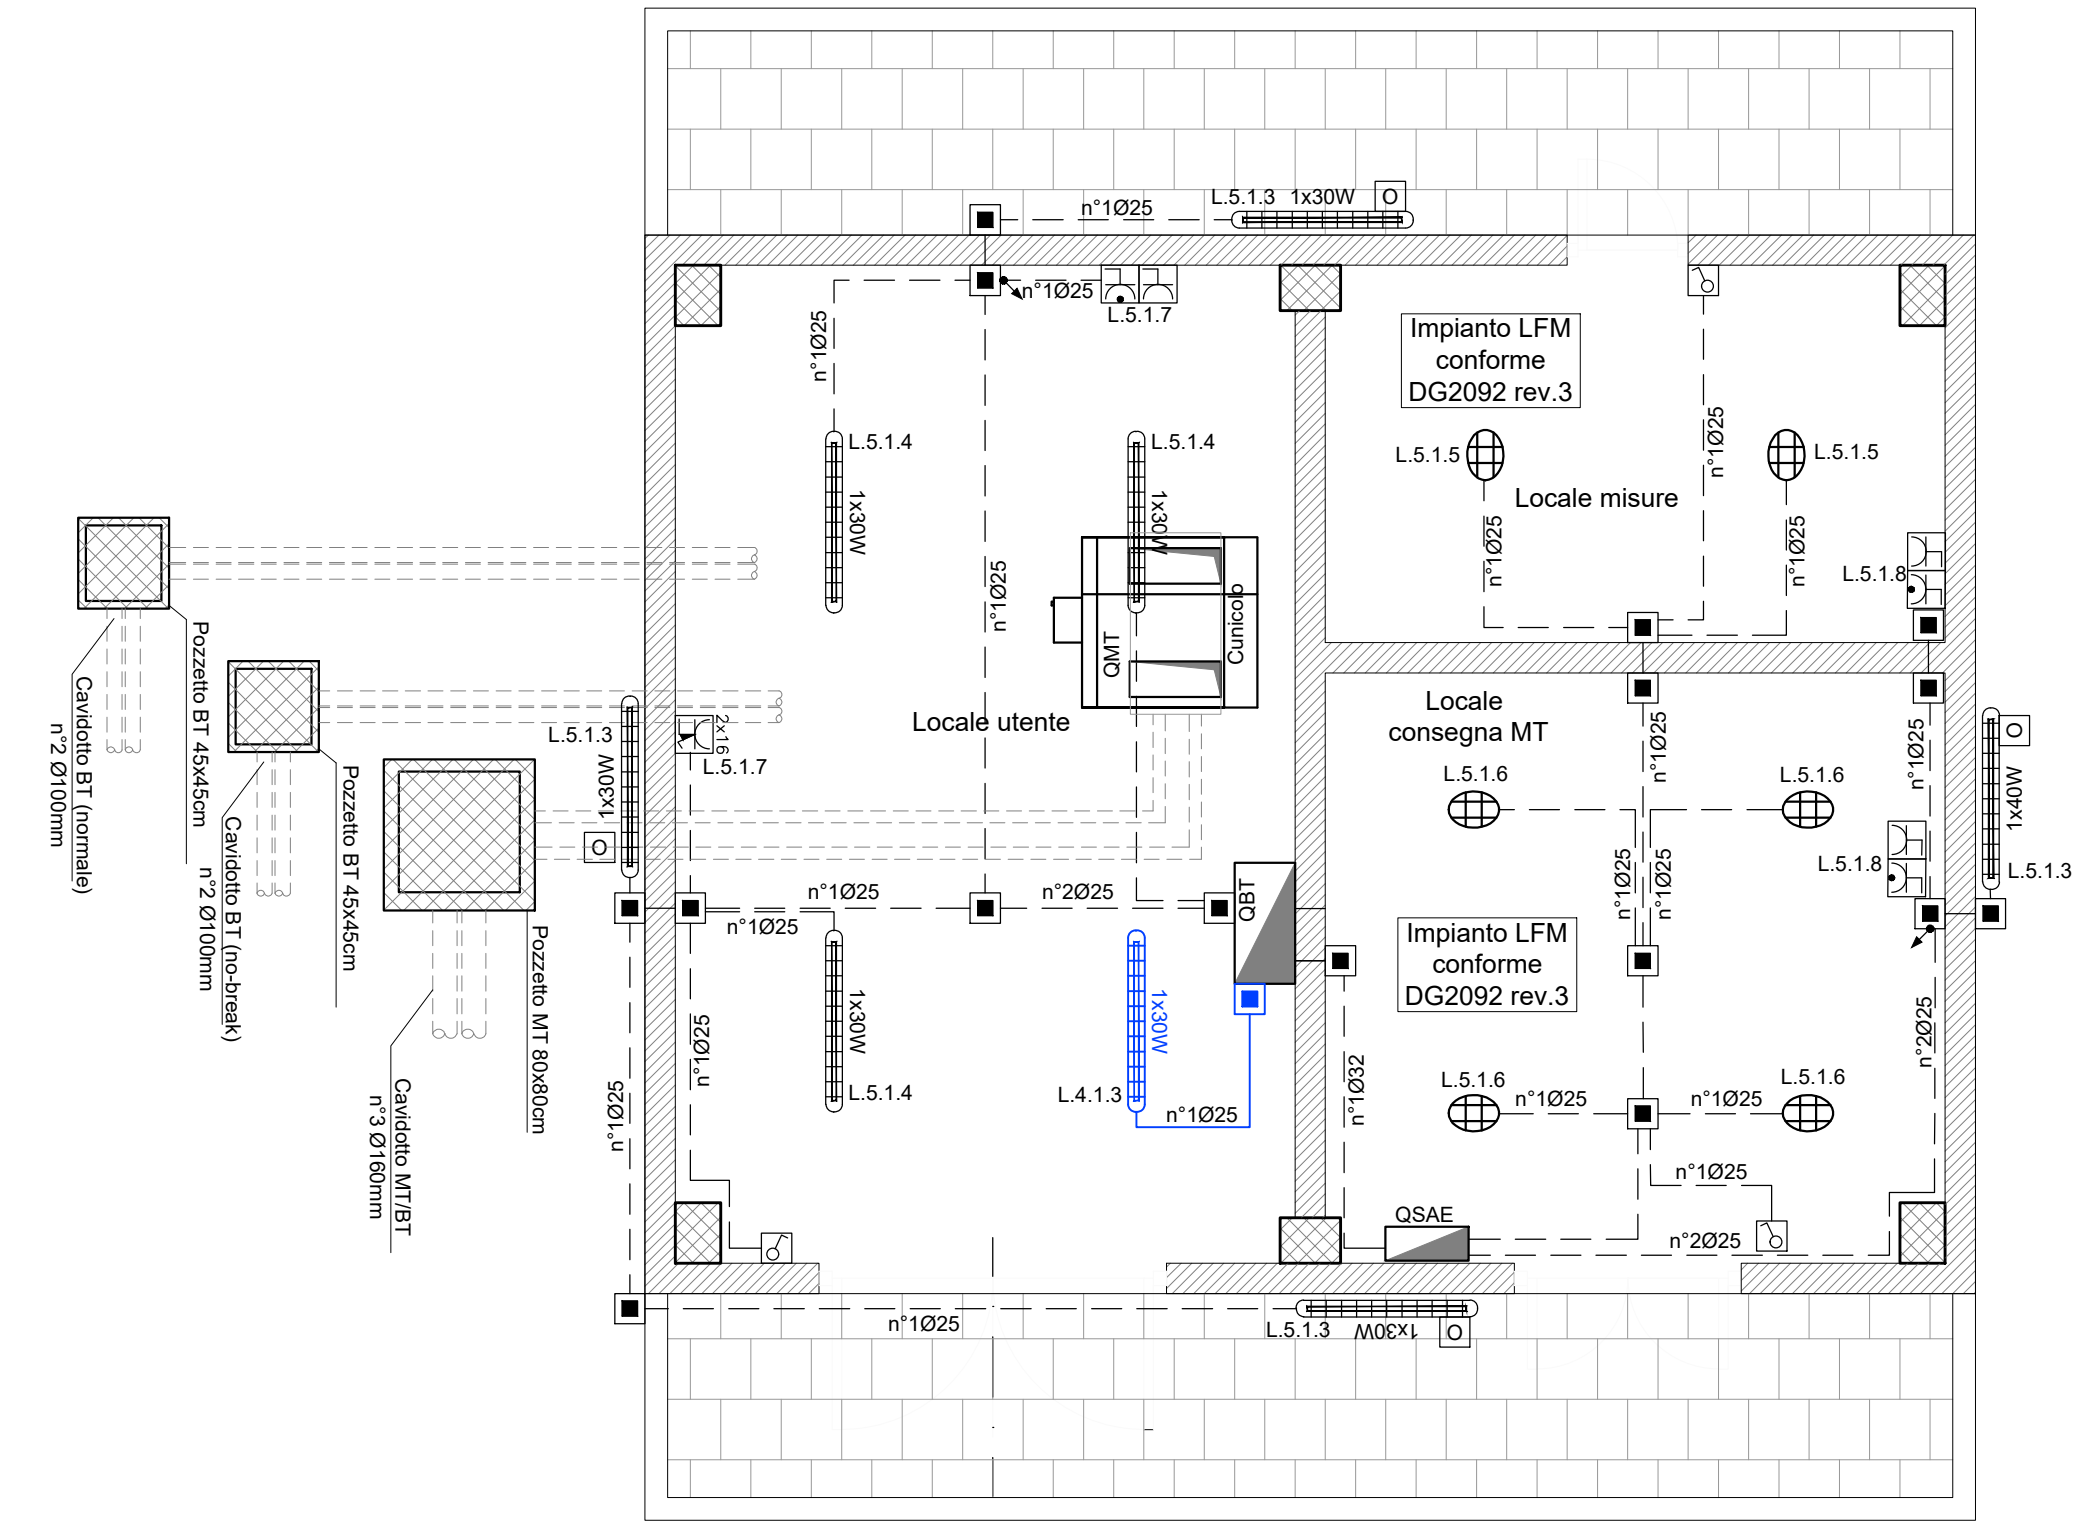 L.5.1.3 1x30W O
n°1Ø25
n°1Ø25
L.5.1.7
n°1Ø25
Impianto LFM
conforme
DG2092 rev.3
n°1Ø25
L.5.1.4
L.5.1.4
L.5.1.5
L.5.1.5
1x30W
1x30W
Locale misure
n°1Ø25
n°1Ø25
n°1Ø25
L.5.1.8
Cunicolo
QMT
Pozzetto BT 45x45cm
Cavidotto BT (normale)
n°2 Ø100mm
Locale utente
Locale
consegna MT
L.5.1.3
1x30W
O
2x16
L.5.1.7
n°1Ø25
n°1Ø25
O
1x40W
L.5.1.3
L.5.1.6
L.5.1.6
Pozzetto BT 45x45cm
Cavidotto BT (no-break)
n°2 Ø100mm
L.5.1.8
n°1Ø25
n°2Ø25
n°1Ø25
QBT
n°1Ø25
n°1Ø25
Impianto LFM
conforme
DG2092 rev.3
Pozzetto MT 80x80cm
Cavidotto MT/BT
n°3 Ø160mm
n°1Ø25
n°1Ø25
1x30W
L.5.1.4
1x30W
L.4.1.3
n°1Ø25
n°1Ø32
L.5.1.6
L.5.1.6
n°1Ø25
n°1Ø25
n°2Ø25
n°1Ø25
QSAE
n°2Ø25
n°1Ø25
L.5.1.3
1x30W
O